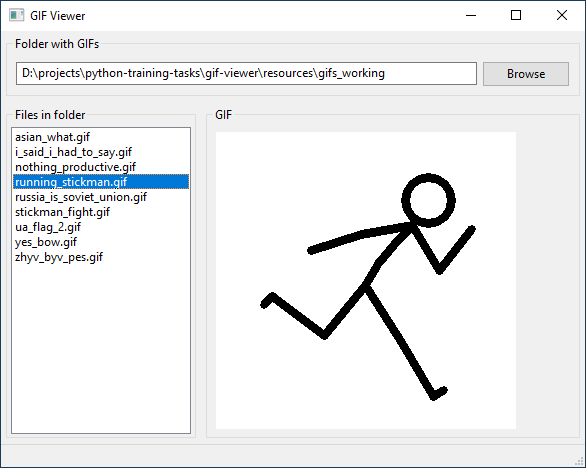 GIF Viewer
Folder with GIFs
D:\projects\python-training-tasks\gif-viewer\resources\gifs_working
Browse
Files in folder
GIF
asian_what.gif
i_said_i_had_to_say.gif
nothing_productive.gif
running_stickman.gif
russia_is_soviet_union.gif
stickman_fight.gif
ua_flag_2.gif
yes_bow.gif
zhyv_byv_pes.gif